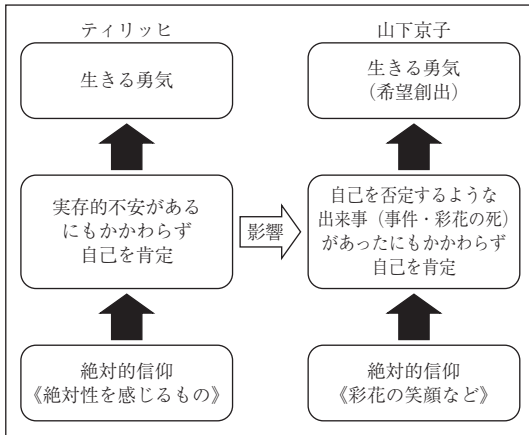 ティリッヒ
生きる勇気
実存的不安がある
にもかかわらず
自己を肯定
絶対的信仰
《絶対性を感じるもの》
影響
山下京子
生きる勇気
（希望創出）
自己を否定するような
出来事（事件・彩花の死）
があったにもかかわらず
自己を肯定
絶対的信仰
《彩花の笑顔など》